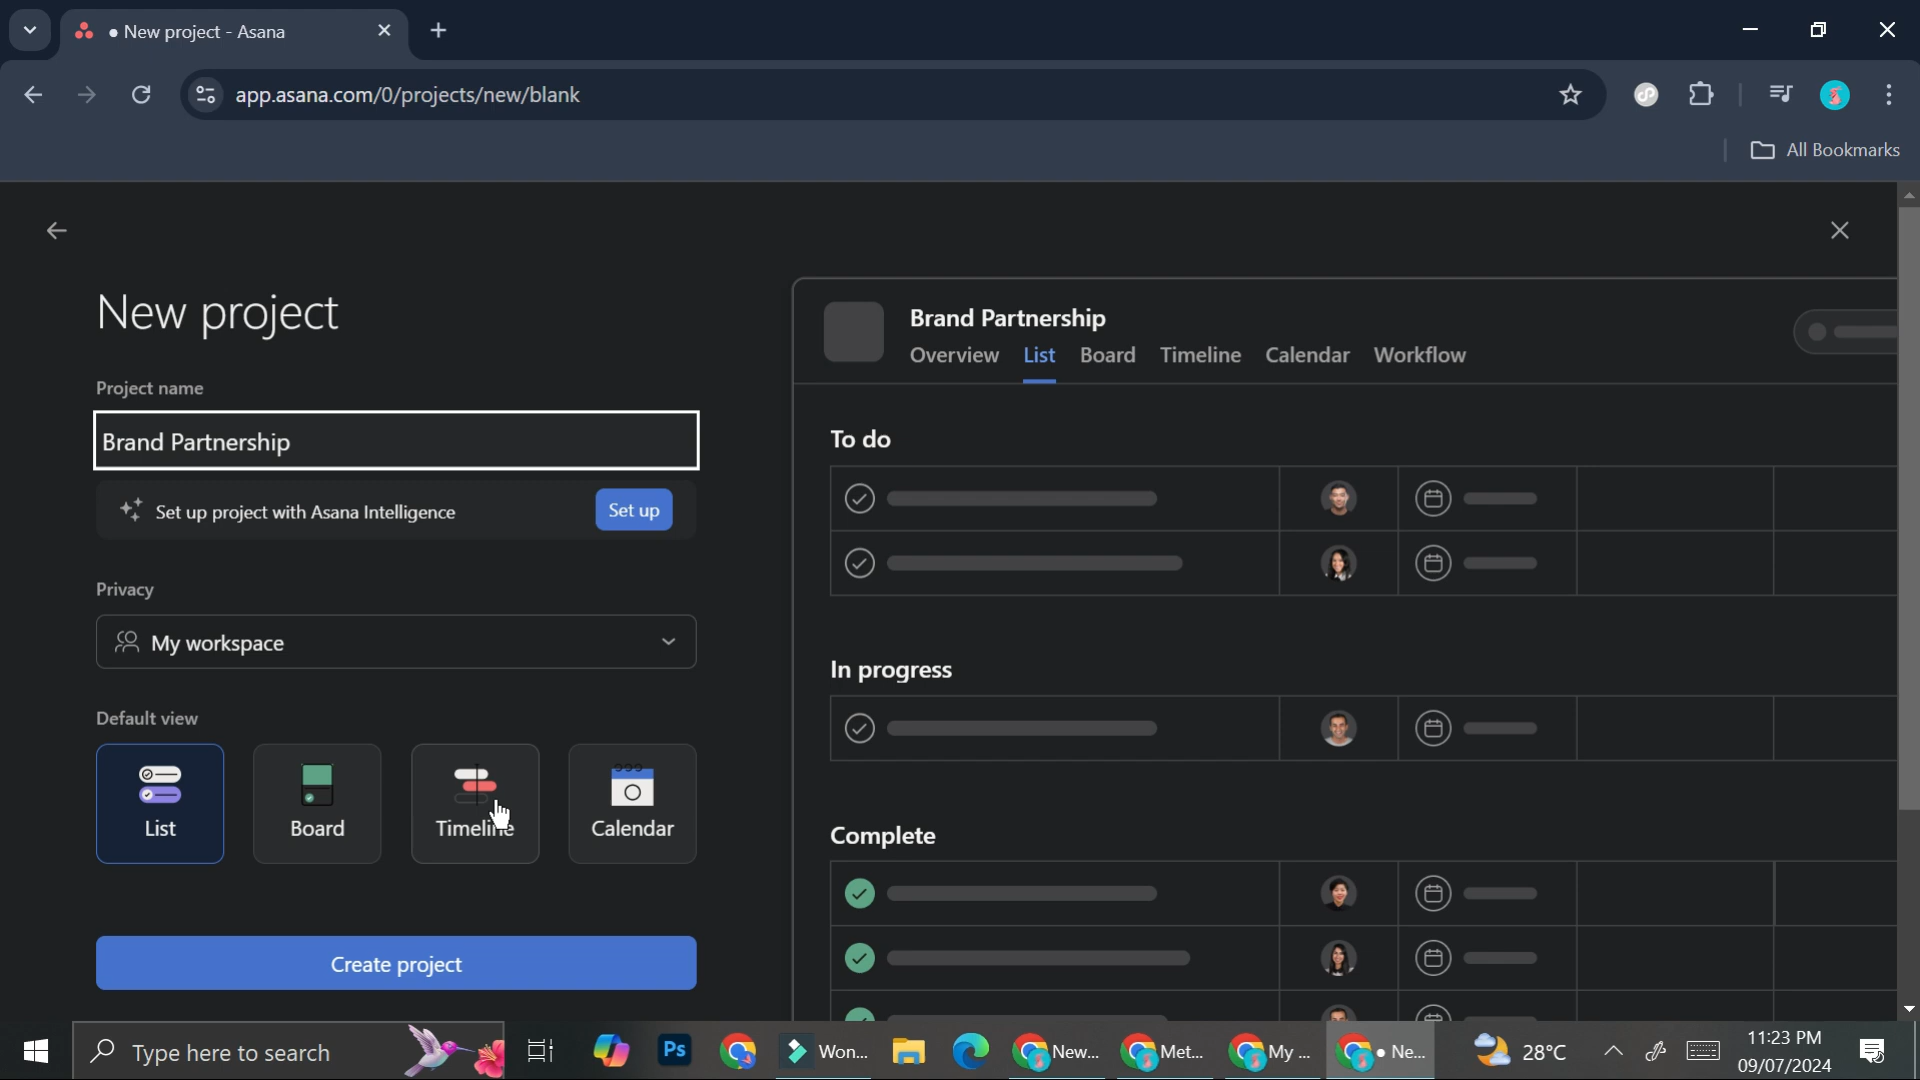 ● New project - Asana
app.asana.com/0/projects/new/blank
All Bookmarks
New project
Project name
Brand Partnership
Set up project with Asana Intelligence
Set up
Privacy
My workspace
Default view
List
Board
Timeline
Calendar
Create project
Brand Partnership
Overview List Board Timeline Calendar Workflow
To do
In progress
Complete
Type here to search
Ps
Won...
New...
Met...
My ...
● Ne...
28°C
11:23 PM
09/07/2024